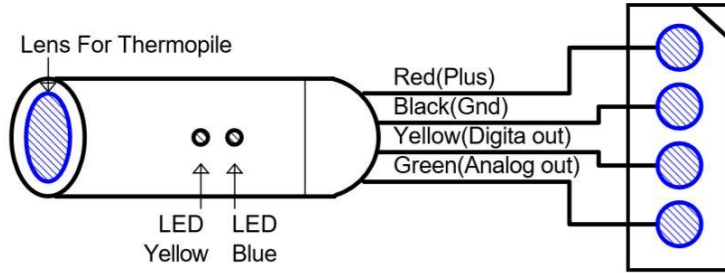 Lens For Thermopile
Red(Plus)
Black(Gnd)
Yellow(Digita out)
Green(Analog out)
LED LED
Yellow Blue